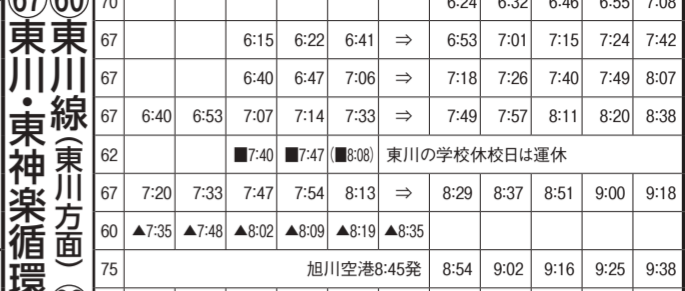 ⑥⑦東川・東神楽循環
⑥⓪東川線(東川方面)
70 6:24 6:32 6:46 6:55 7:08
67 6:15 6:22 6:41 ⇒ 6:53 7:01 7:15 7:24 7:42
67 6:40 6:47 7:06 ⇒ 7:18 7:26 7:40 7:49 8:07
67 6:40 6:53 7:07 7:14 7:33 ⇒ 7:49 7:57 8:11 8:20 8:38
62 ■7:40 ■7:47 (■8:08) 東川の学校休校日は運休
67 7:20 7:33 7:47 7:54 8:13 ⇒ 8:29 8:37 8:51 9:00 9:18
60 ▲7:35 ▲7:48 ▲8:02 ▲8:09 ▲8:19 ▲8:35
75 旭川空港8:45発 8:54 9:02 9:16 9:25 9:38